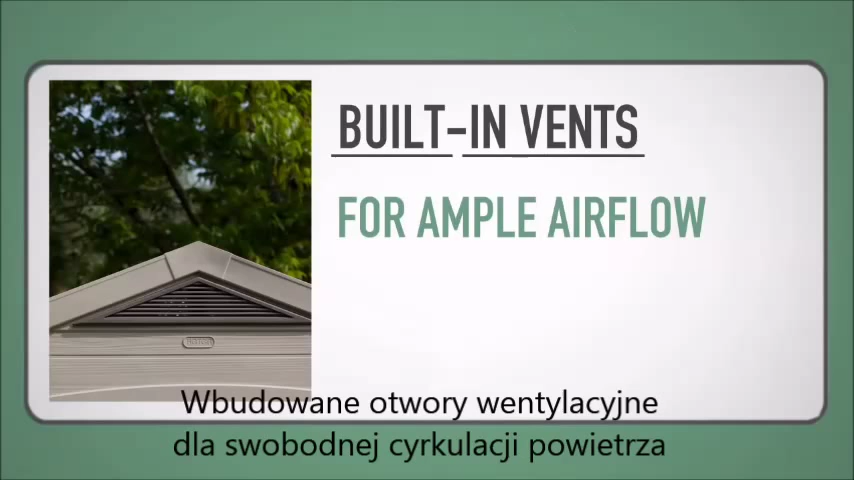 BUILT-IN VENTS
FOR AMPLE AIRFLOW
Wbudowane otwory wentylacyjne
dla swobodnej cyrkulacji powietrza